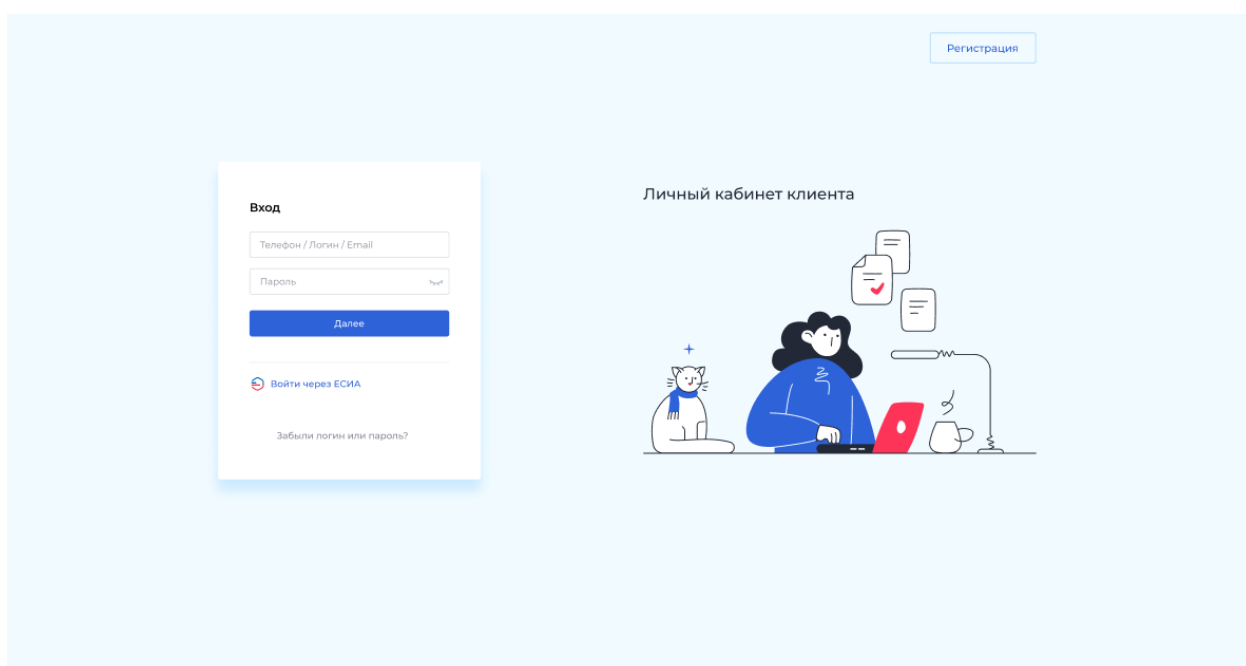 Регистрация
Вход
Телефон / Логин / Email
Пароль
Далее
Войти через ЕСИА
Забыли логин или пароль?
Личный кабинет клиента